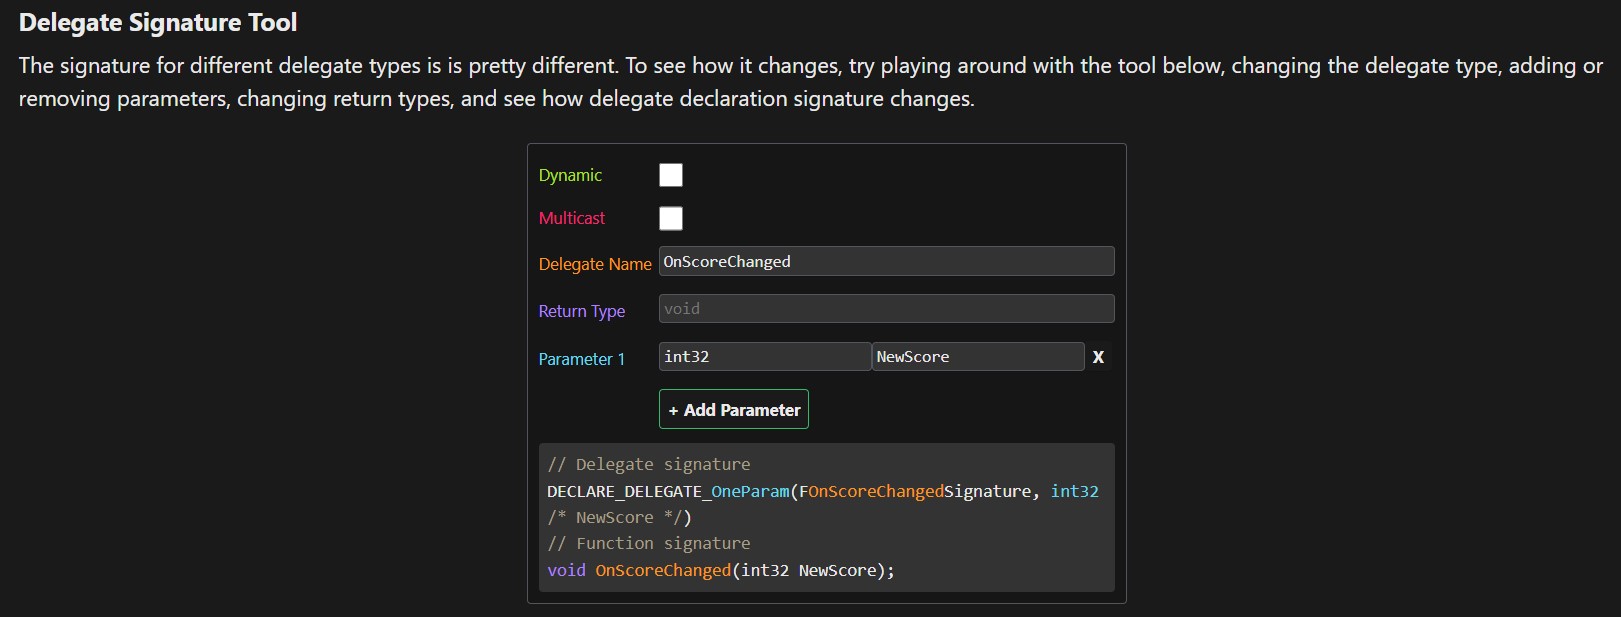 Delegate Signature Tool
The signature for different delegate types is is pretty different. To see how it changes, try playing around with the tool below, changing the delegate type, adding or
removing parameters, changing return types, and see how delegate declaration signature changes.
Dynamic
Multicast
Delegate Name OnScoreChanged
Return Type void
Parameter 1 int32 NewScore X
+ Add Parameter
// Delegate signature
DECLARE_DELEGATE_OneParam(FOnScoreChangedSignature, int32
/* NewScore */)
// Function signature
void OnScoreChanged(int32 NewScore);